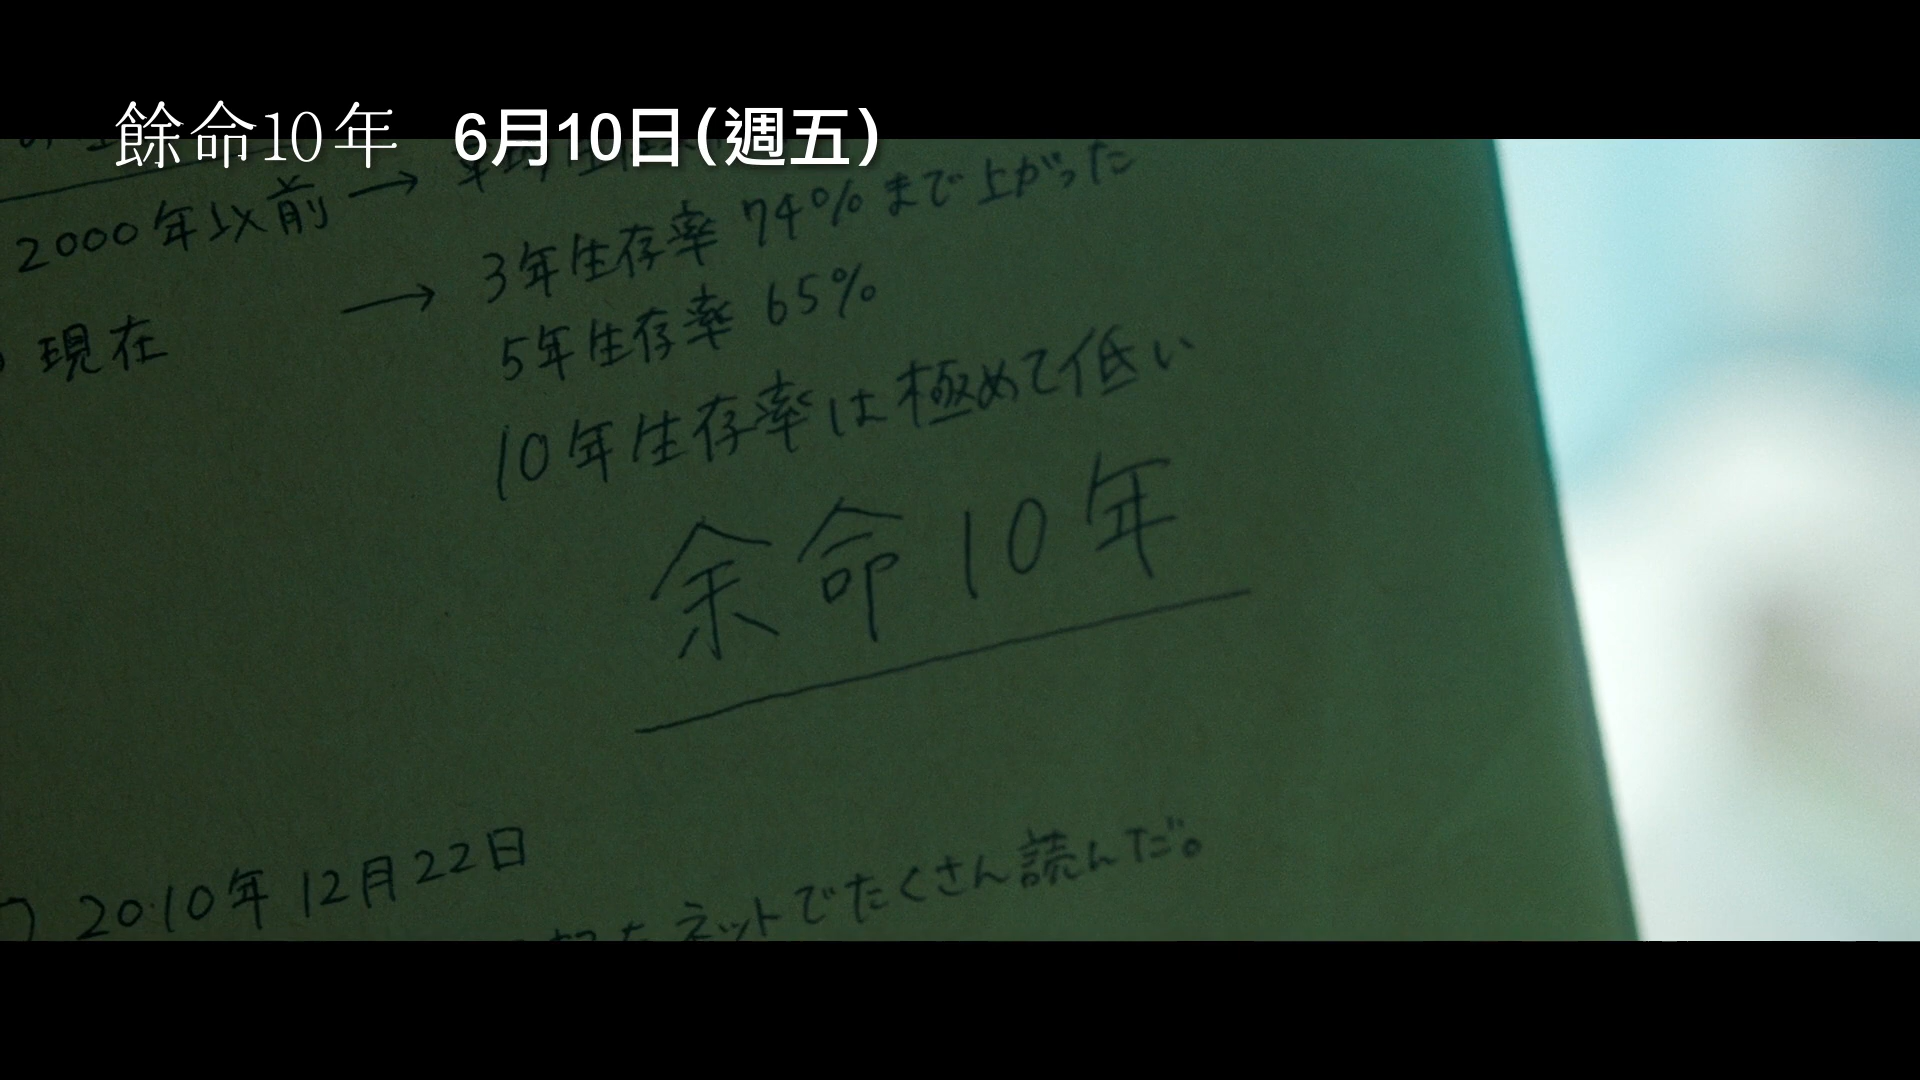 餘命10年 6月10日(週五)
2000年以前 →
現在 → 3年生存率 74%まで上がった
5年生存率 65%
10年生存率は極めて低い
余命10年
2010年12月22日
ネットでたくさん読んだ。